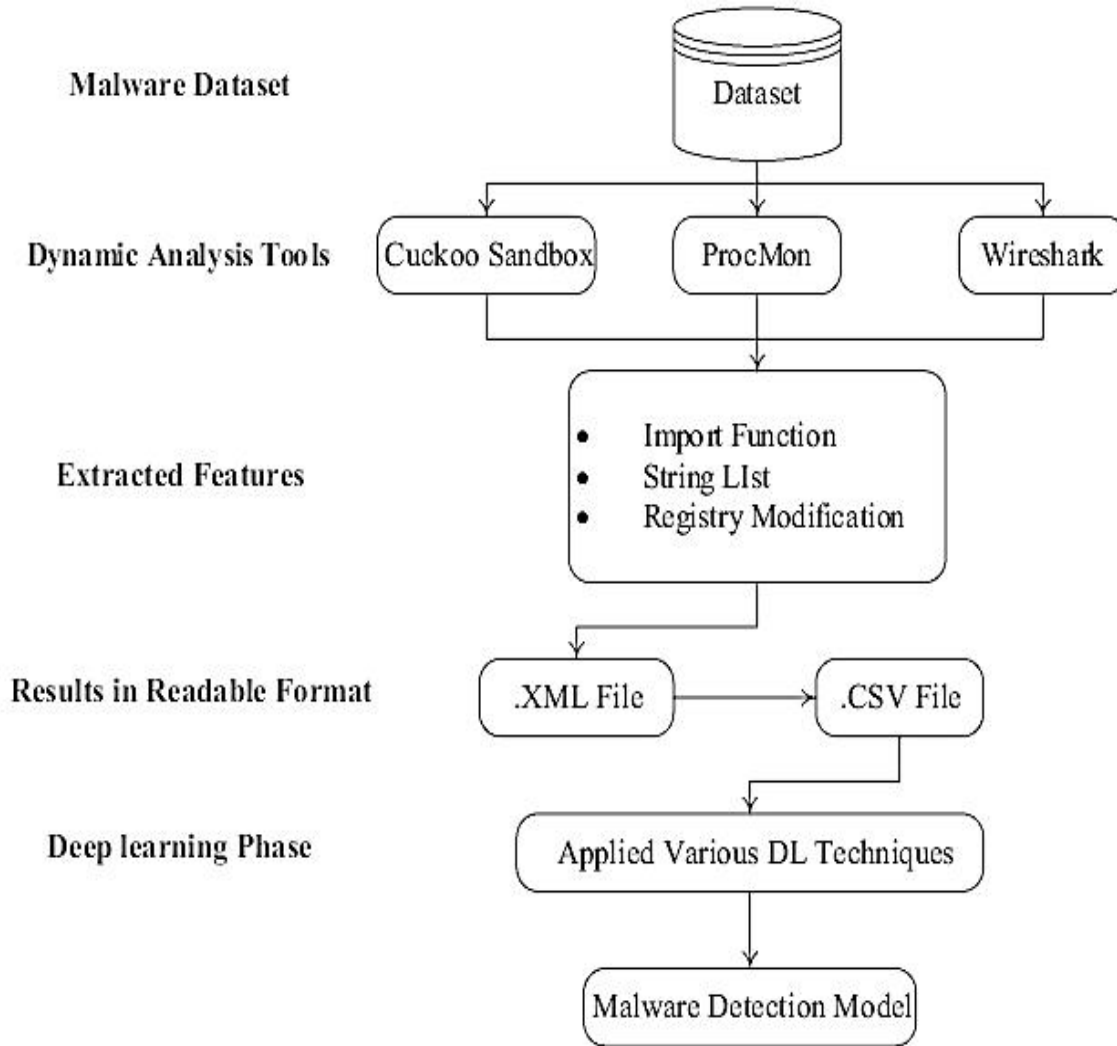 Malware Dataset
Dataset
Dynamic Analysis Tools
Cuckoo Sandbox
ProcMon
Wireshark
Extracted Features
• Import Function
• String LIst
• Registry Modification
Results in Readable Format
.XML File
.CSV File
Deep learning Phase
Applied Various DL Techniques
Malware Detection Model